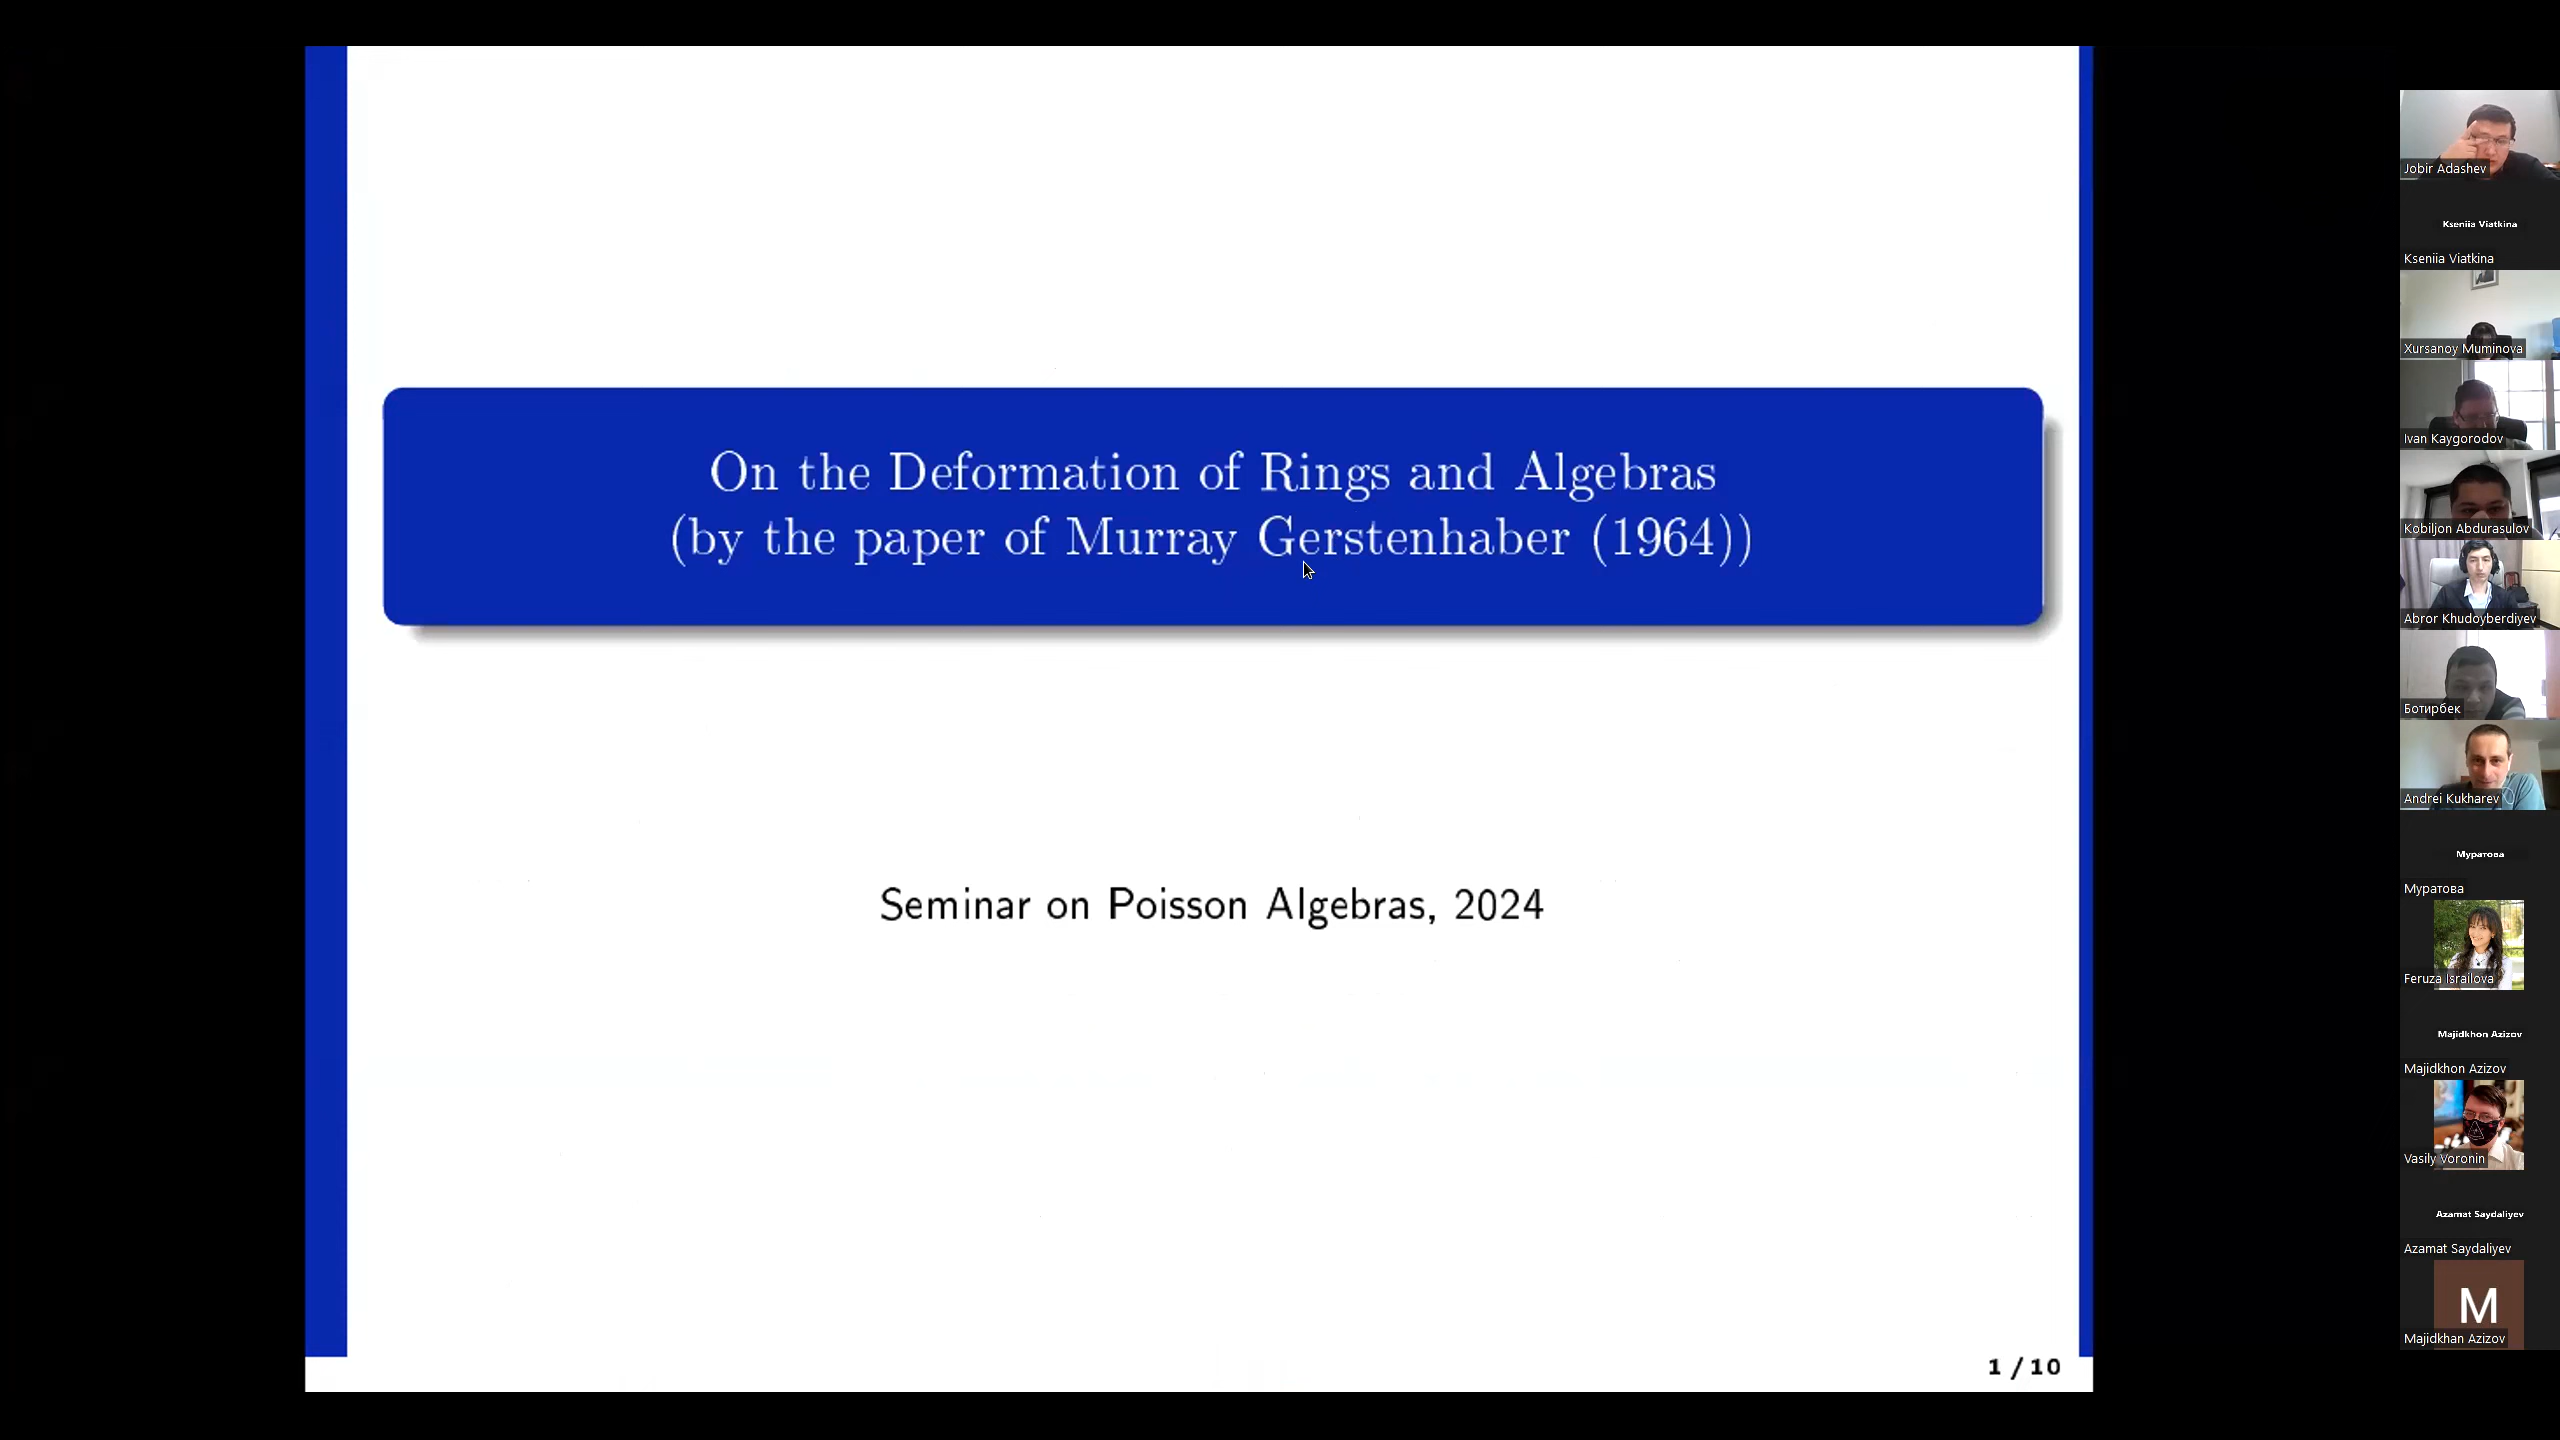 On the Deformation of Rings and Algebras
(by the paper of Murray Gerstenhaber (1964))
Seminar on Poisson Algebras, 2024
1 / 10
Jobir Adashev
Kseniia Viatkina
Kseniia Viatkina
Xursanoy Muminova
Ivan Kaygorodov
Kobiljon Abdurasulov
Abror Khudoyberdiyev
Ботирбек
Andrei Kukharev
Муратова
Муратова
Feruza Israilova
Majidkhon Azizov
Majidkhon Azizov
Vasily Voronin
Azamat Saydaliyev
Azamat Saydaliyev
M
Majidkhan Azizov